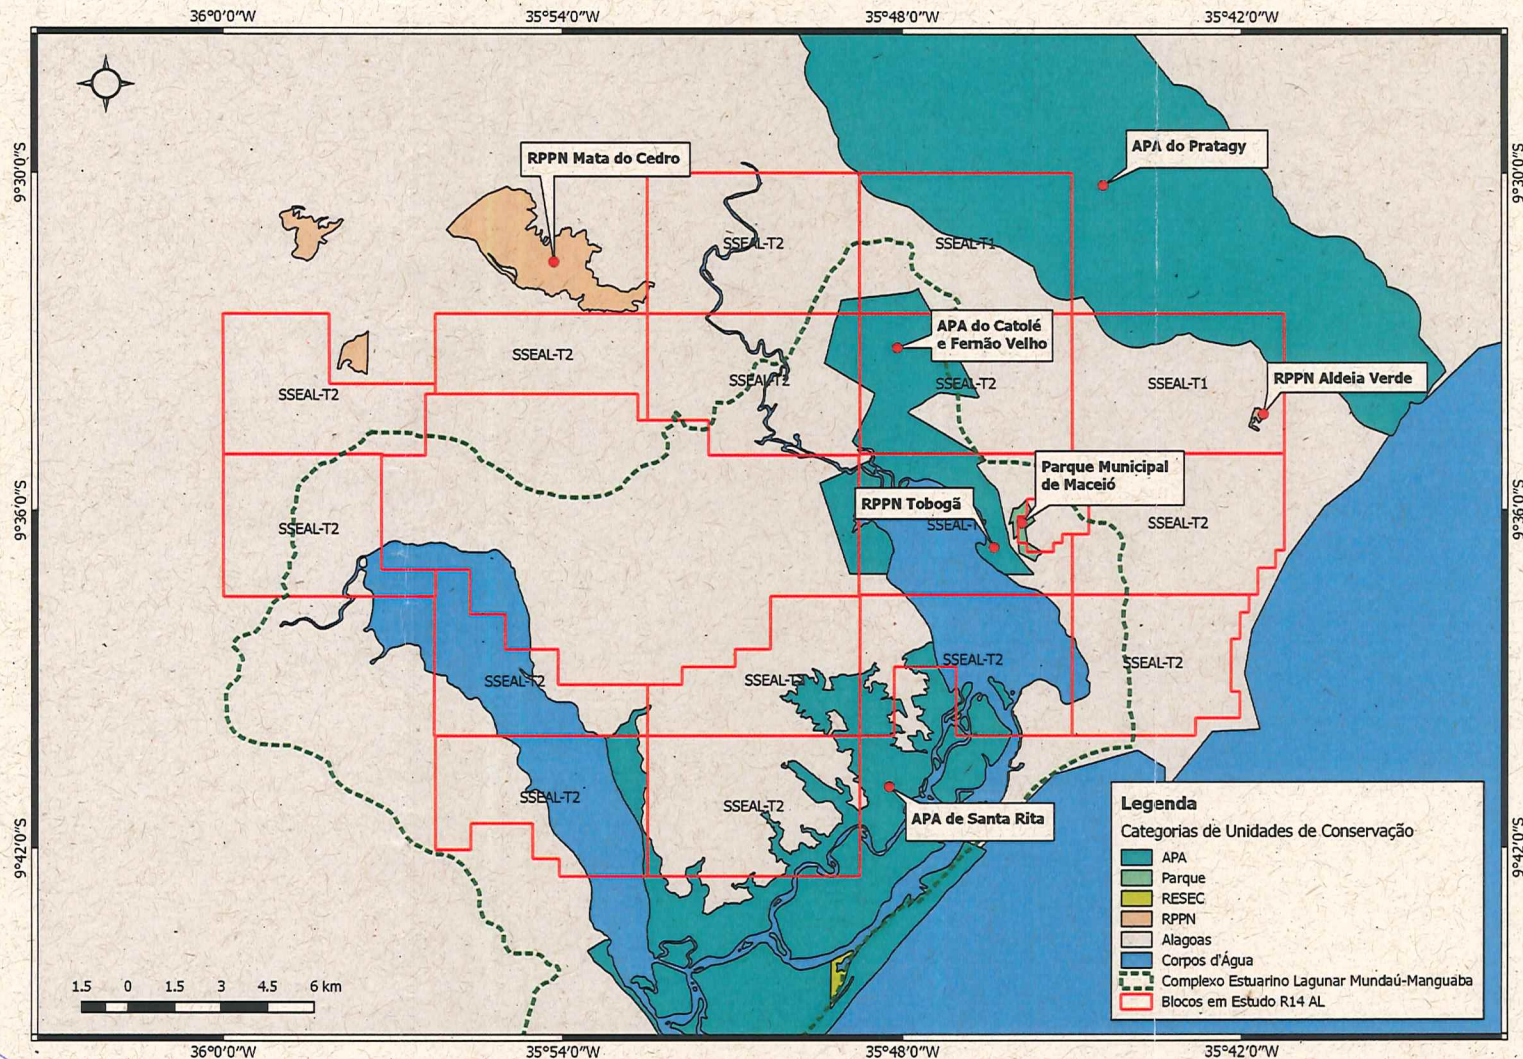 36°0'0"W
35°54'0"W
35°48'0"W
35°42'0"W
9°30'0"S
9°30'0"S
APA do Pratagy
RPPN Mata do Cedro
SSEAL-T2
SSEAL-T1
APA do Catolé
e Fernão Velho
SSEAL-T2
SSEAL-T2
SSEAL-T2
SSEAL-T1
RPPN Aldeia Verde
SSEAL-T2
Parque Municipal
de Maceió
RPPN Tobogã
9°36'0"S
9°36'0"S
SSEAL-T2
SSEAL-T
SSEAL-T2
SSEAL-T2
SSEAL-T2
SSEAL-T2
SSEAL-T2
SSEAL-T2
SSEAL-T2
APA de Santa Rita
9°42'0"S
9°42'0"S
Legenda
Categorias de Unidades de Conservação
APA
Parque
RESEC
RPPN
Alagoas
Corpos d'Água
Complexo Estuarino Lagunar Mundaú-Manguaba
Blocos em Estudo R14 AL
1.5 0 1.5 3 4.5 6 km
36°0'0"W
35°54'0"W
35°48'0"W
35°42'0"W